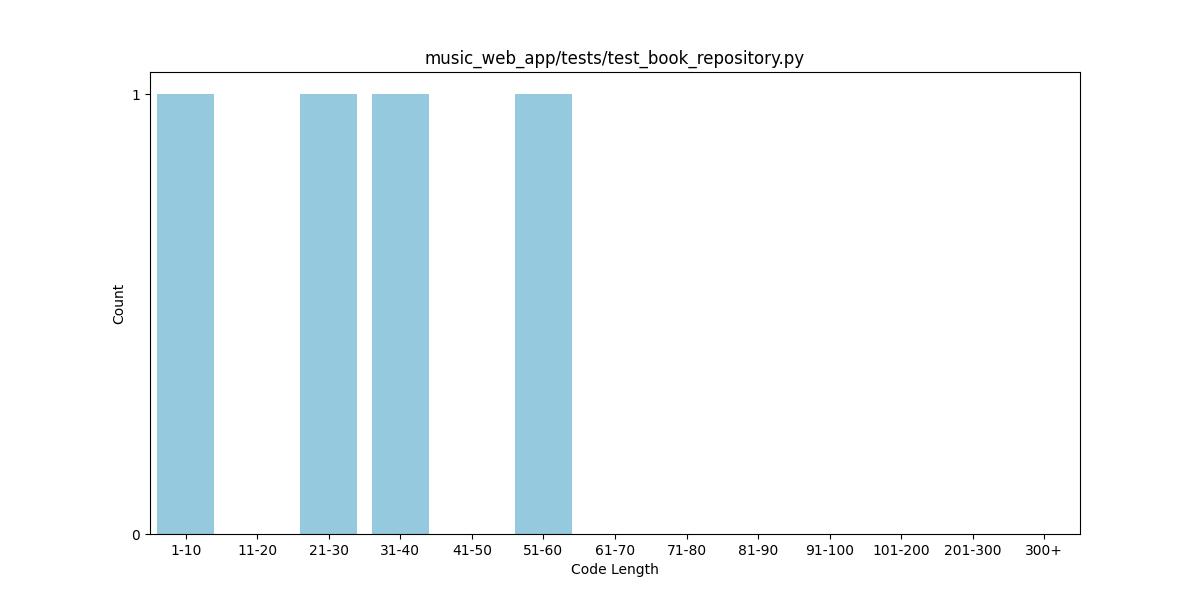 music_web_app/tests/test_book_repository.py
1
Count
0
1-10 11-20 21-30 31-40 41-50 51-60 61-70 71-80 81-90 91-100 101-200 201-300 300+
Code Length